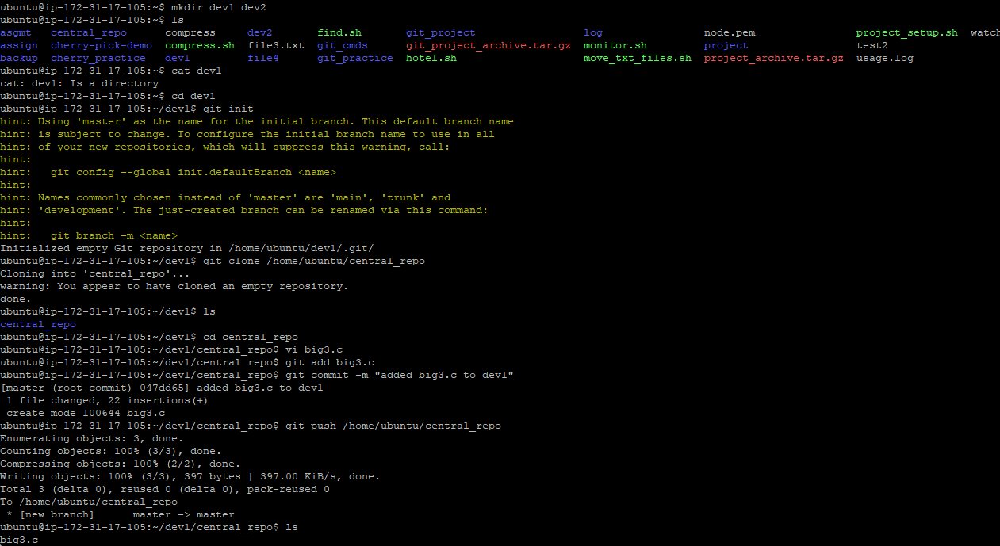 ubuntu@ip-172-31-17-105:~$ mkdir dev1 dev2
ubuntu@ip-172-31-17-105:~$ ls
asgmt central_repo compress dev2 find.sh git_project log node.pem project_setup.sh watch
assign cherry-pick-demo compress.sh file3.txt git_cmds git_project_archive.tar.gz monitor.sh project test2
backup cherry_practice dev1 file4 git_practice hotel.sh move_txt_files.sh project_archive.tar.gz usage.log
ubuntu@ip-172-31-17-105:~$ cat dev1
cat: dev1: Is a directory
ubuntu@ip-172-31-17-105:~$ cd dev1
ubuntu@ip-172-31-17-105:~/dev1$ git init
hint: Using 'master' as the name for the initial branch. This default branch name
hint: is subject to change. To configure the initial branch name to use in all
hint: of your new repositories, which will suppress this warning, call:
hint:
hint:   git config --global init.defaultBranch <name>
hint:
hint: Names commonly chosen instead of 'master' are 'main', 'trunk' and
hint: 'development'. The just-created branch can be renamed via this command:
hint:
hint:   git branch -m <name>
Initialized empty Git repository in /home/ubuntu/dev1/.git/
ubuntu@ip-172-31-17-105:~/dev1$ git clone /home/ubuntu/central_repo
Cloning into 'central_repo'...
warning: You appear to have cloned an empty repository.
done.
ubuntu@ip-172-31-17-105:~/dev1$ ls
central_repo
ubuntu@ip-172-31-17-105:~/dev1$ cd central_repo
ubuntu@ip-172-31-17-105:~/dev1/central_repo$ vi big3.c
ubuntu@ip-172-31-17-105:~/dev1/central_repo$ git add big3.c
ubuntu@ip-172-31-17-105:~/dev1/central_repo$ git commit -m "added big3.c to dev1"
[master (root-commit) 047dd65] added big3.c to dev1
 1 file changed, 22 insertions(+)
 create mode 100644 big3.c
ubuntu@ip-172-31-17-105:~/dev1/central_repo$ git push /home/ubuntu/central_repo
Enumerating objects: 3, done.
Counting objects: 100% (3/3), done.
Compressing objects: 100% (2/2), done.
Writing objects: 100% (3/3), 397 bytes | 397.00 KiB/s, done.
Total 3 (delta 0), reused 0 (delta 0), pack-reused 0
To /home/ubuntu/central_repo
 * [new branch]      master -> master
ubuntu@ip-172-31-17-105:~/dev1/central_repo$ ls
big3.c